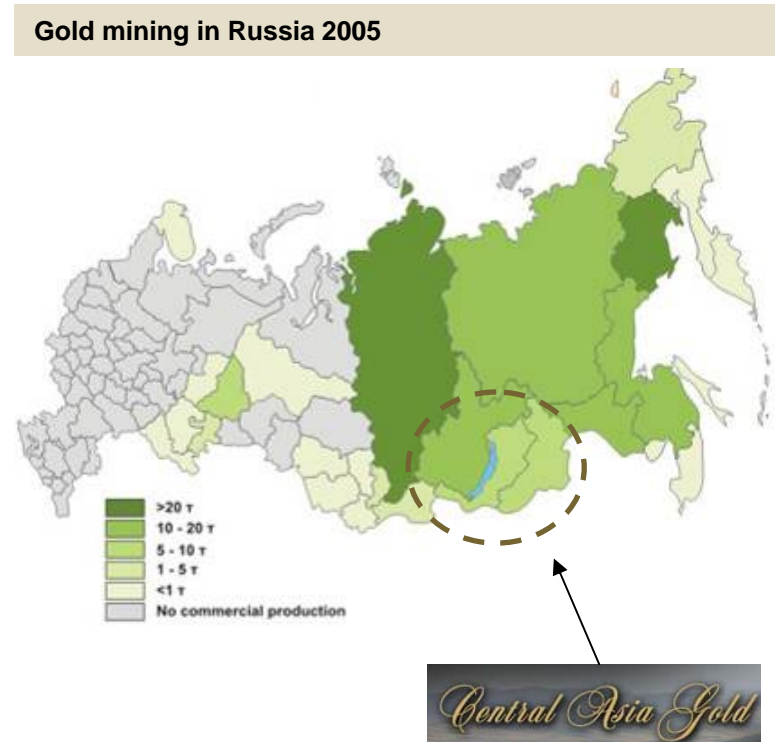 Gold mining in Russia 2005
>20 т
10 - 20 т
5 - 10 т
1 - 5 т
<1 т
No commercial production
Central Asia Gold